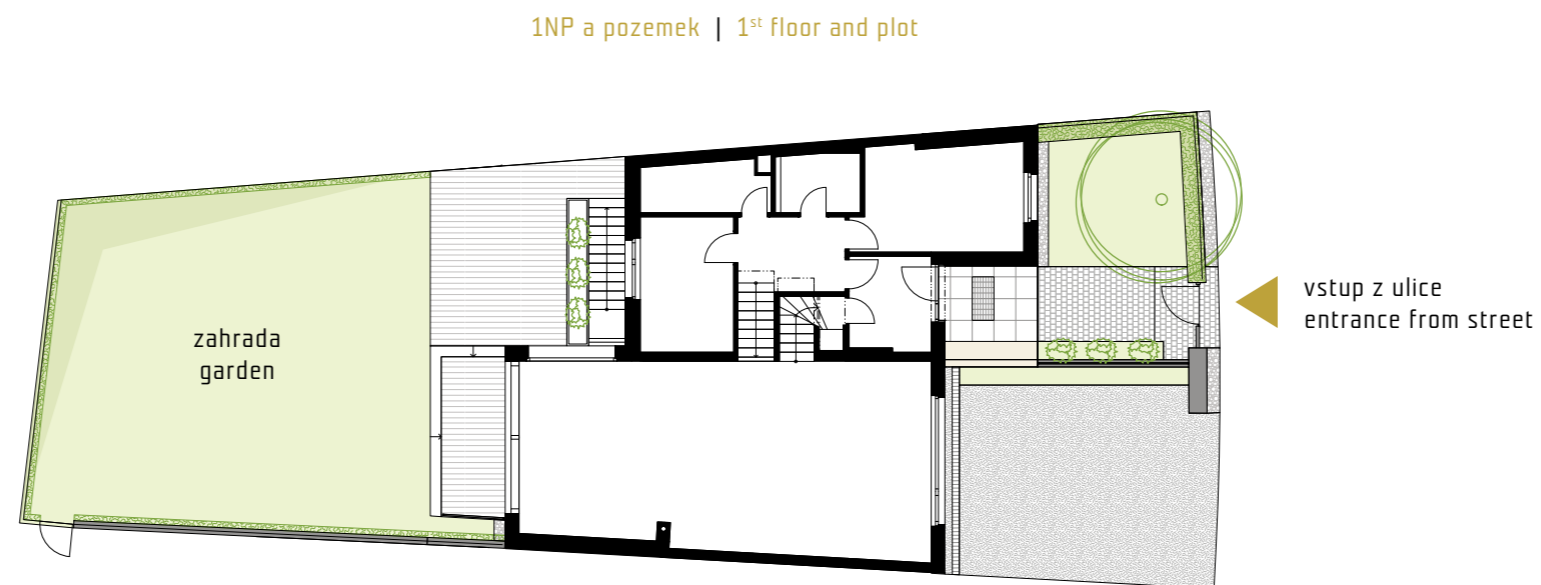 1NP a pozemek | 1st floor and plot
zahrada
garden
vstup z ulice
entrance from street